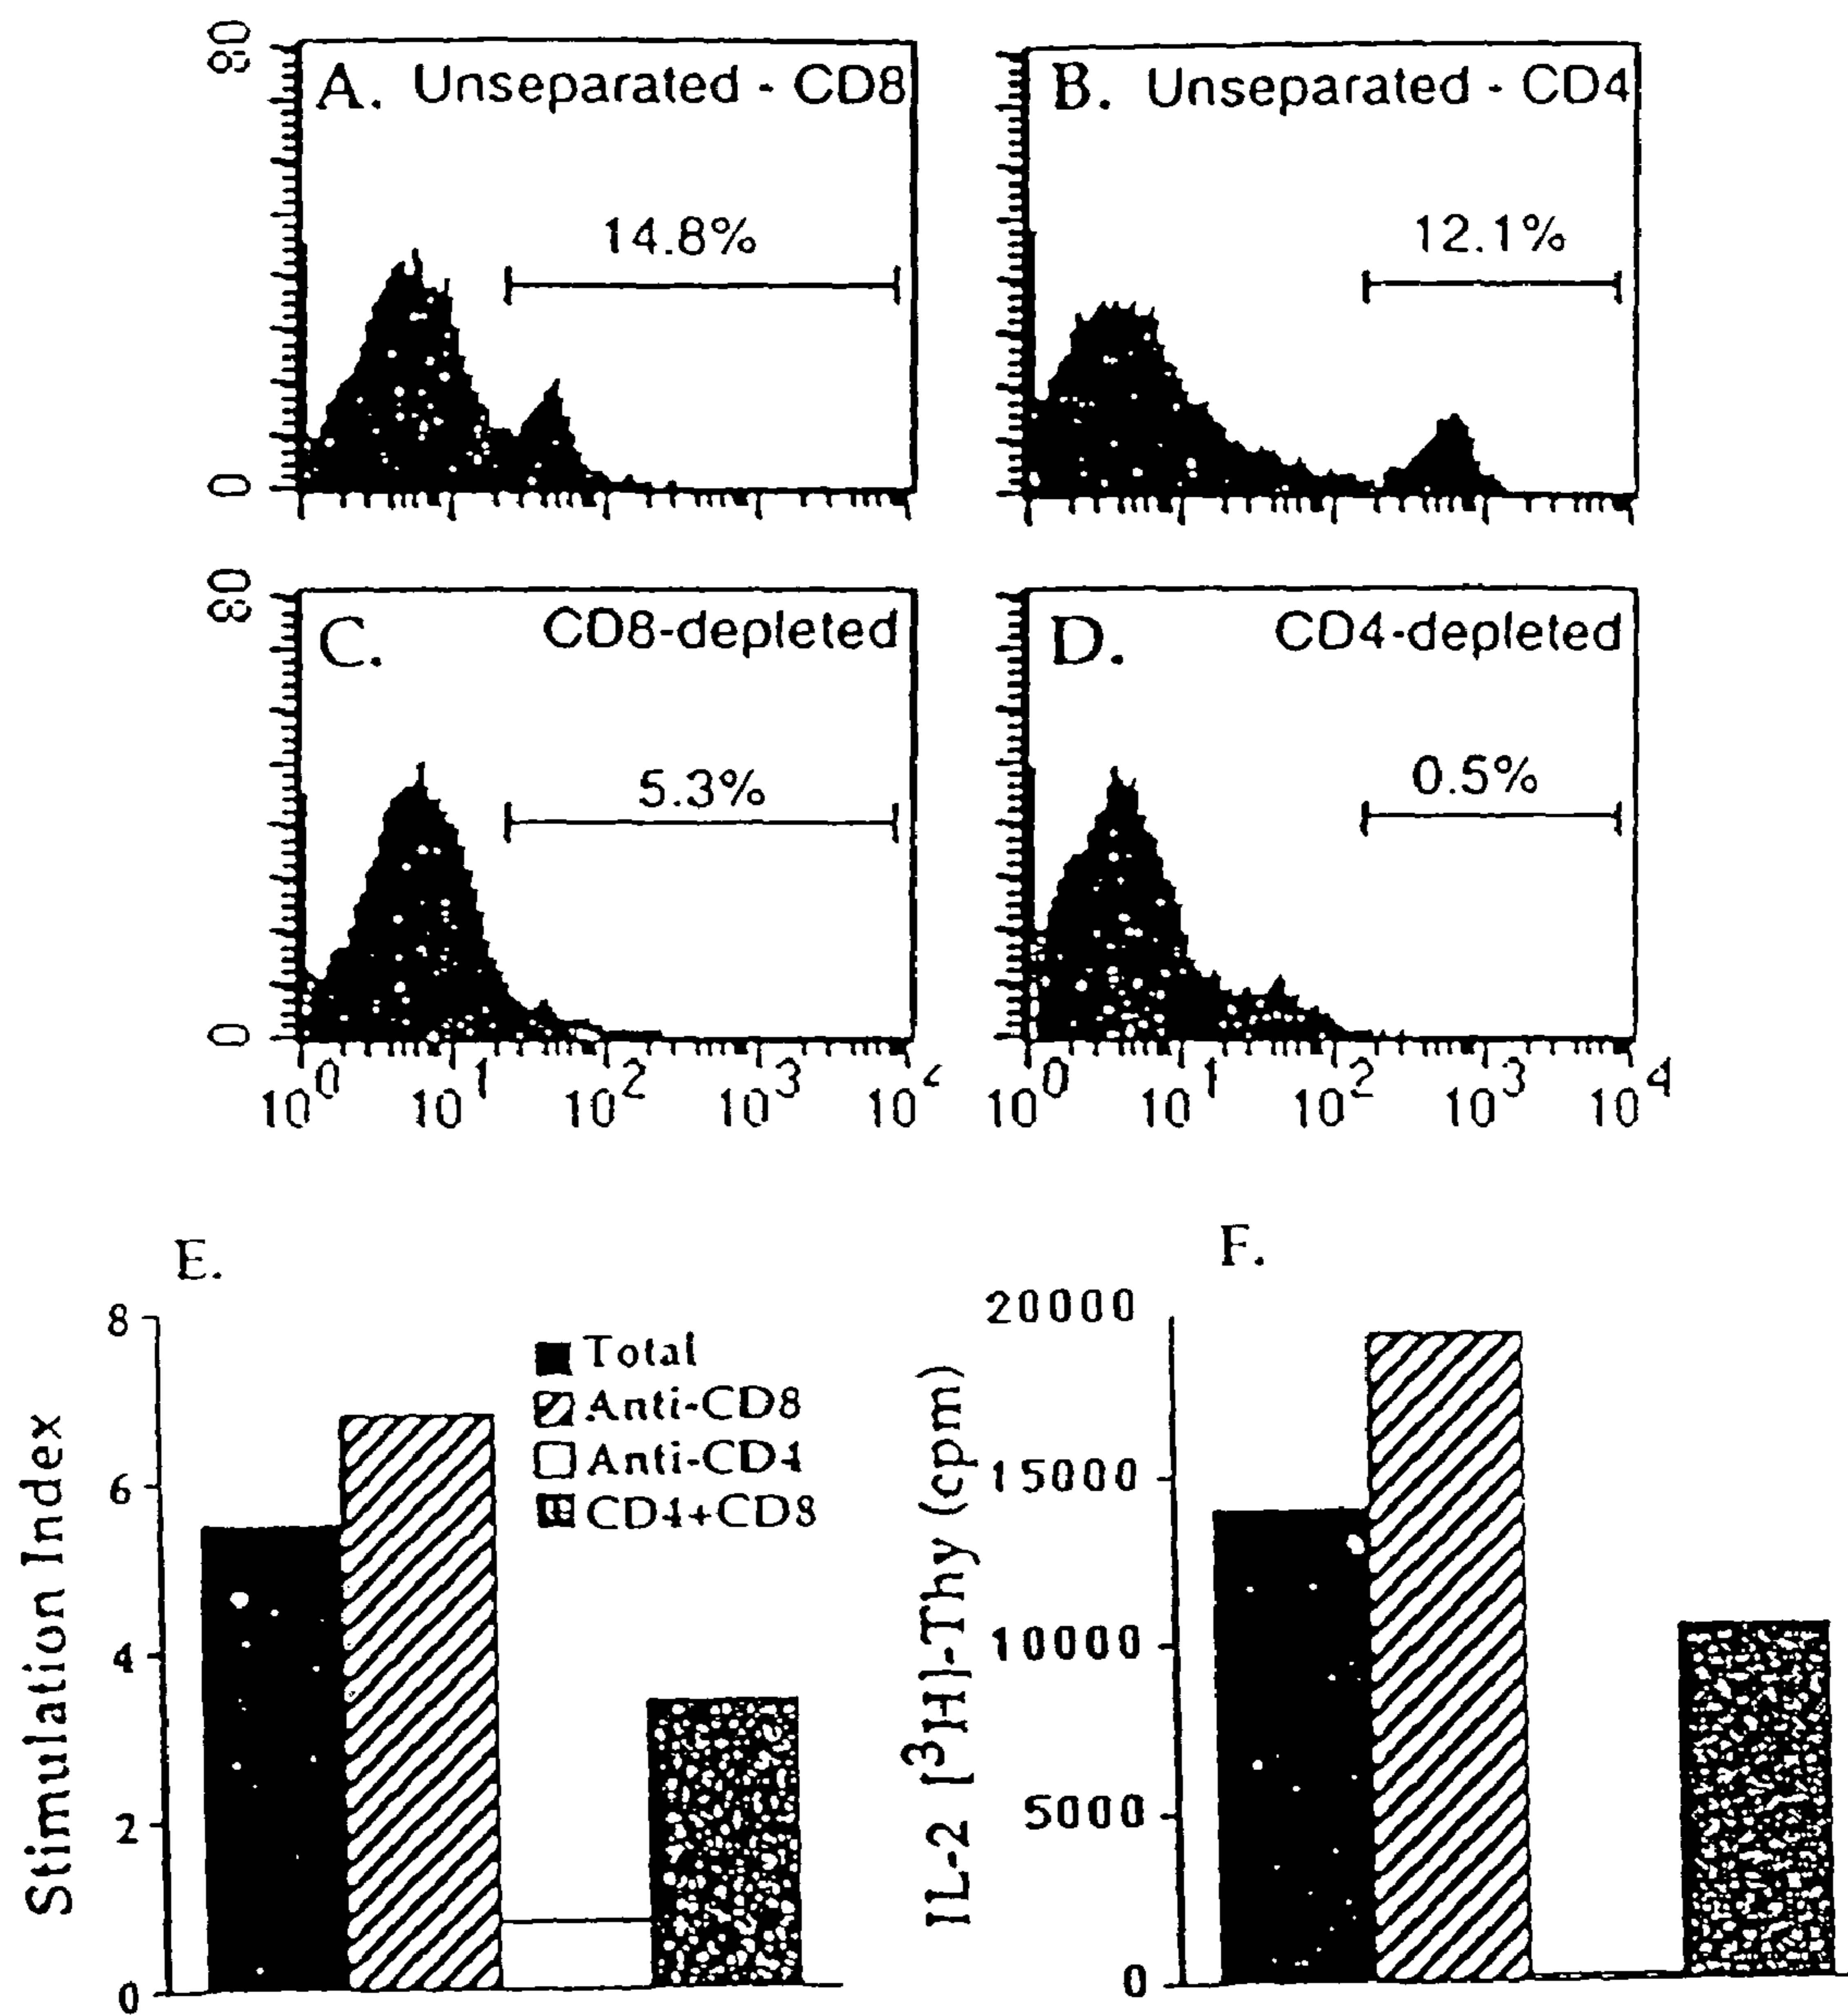 80
A. Unseparated - CD8
14.8%
0
B. Unseparated - CD4
12.1%
80
C. CD8-depleted
5.3%
0
10^0 10^1 10^2 10^3 10^4
D. CD4-depleted
0.5%
10^0 10^1 10^2 10^3 10^4
E.
Stimulation Index
8
6
4
2
0
Total
Anti-CD8
Anti-CD4
CD4+CD8
F.
IL-2 [^3H]-Thy (cpm)
20000
15000
10000
5000
0